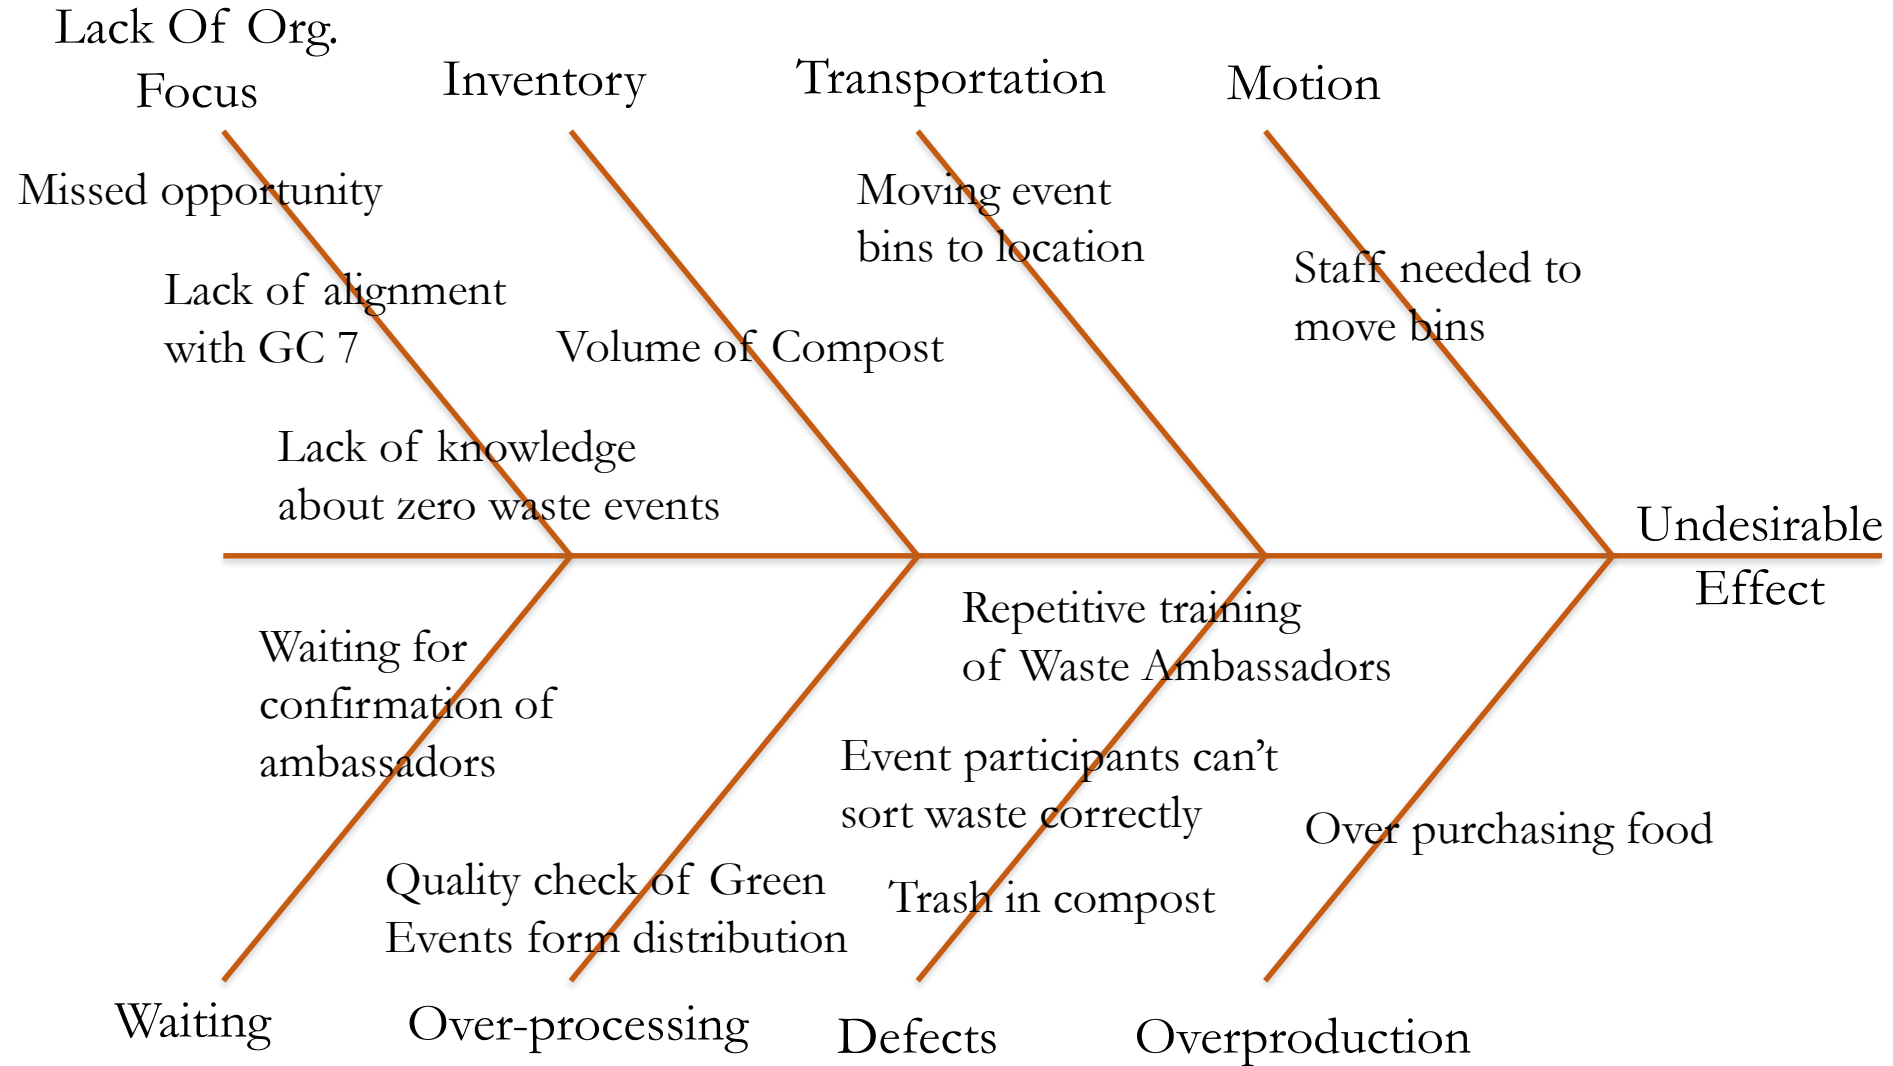 Lack Of Org.
Focus
Inventory
Transportation
Motion
Missed opportunity
Lack of alignment
with GC 7
Lack of knowledge
about zero waste events
Volume of Compost
Moving event
bins to location
Staff needed to
move bins
Undesirable
Effect
Waiting for
confirmation of
ambassadors
Quality check of Green
Events form distribution
Repetitive training
of Waste Ambassadors
Event participants can’t
sort waste correctly
Trash in compost
Over purchasing food
Waiting
Over-processing
Defects
Overproduction